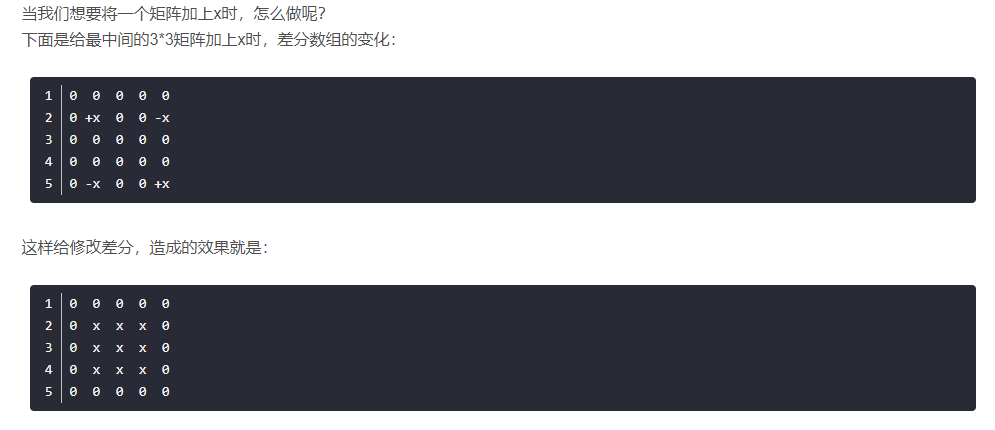 当我们想要将一个矩阵加上x时，怎么做呢？
下面是给最中间的3*3矩阵加上x时，差分数组的变化：
1 0 0 0 0 0
2 0 +x 0 0 -x
3 0 0 0 0 0
4 0 0 0 0 0
5 0 -x 0 0 +x
这样给修改差分，造成的效果就是：
1 0 0 0 0 0
2 0 x x x 0
3 0 x x x 0
4 0 x x x 0
5 0 0 0 0 0